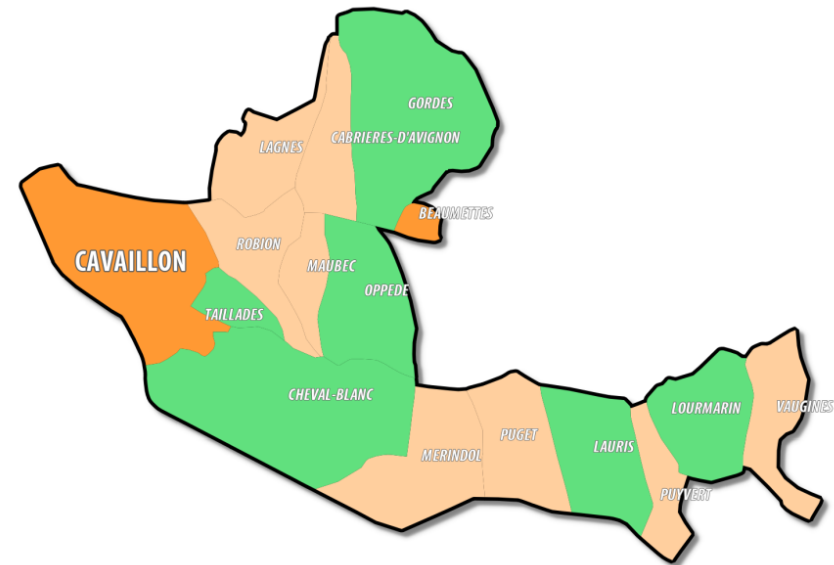 GORDES
CABRIERES-D'AVIGNON
LAGNES
BEAUMETTES
ROBION
CAVAILLON
MAUBEC
OPPEDE
TAILLADES
CHEVAL-BLANC
LOURMARIN
VAUGINES
PUGET
LAURIS
MERINDOL
PUYVERT